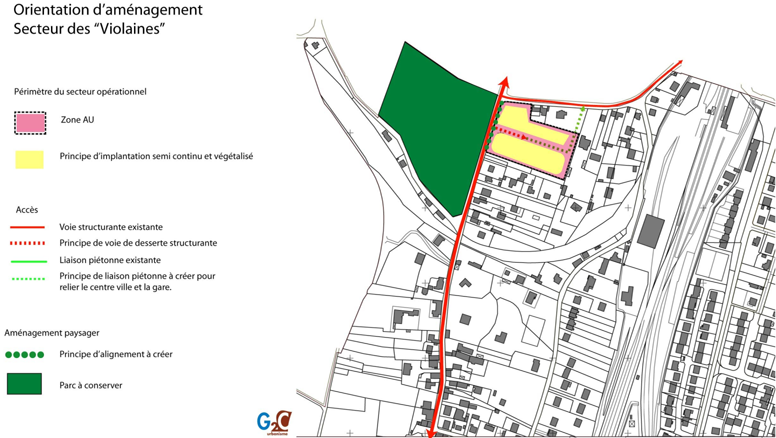 Orientation d'aménagement
Secteur des "Violaines"
Périmètre du secteur opérationnel
Zone AU
Principe d'implantation semi continu et végétalisé
Accès
Voie structurante existante
Principe de voie de desserte structurante
Liaison piétonne existante
Principe de liaison piétonne à créer pour
relier le centre ville et la gare.
Aménagement paysager
Principe d'alignement à créer
Parc à conserver
G2C
urbanisme